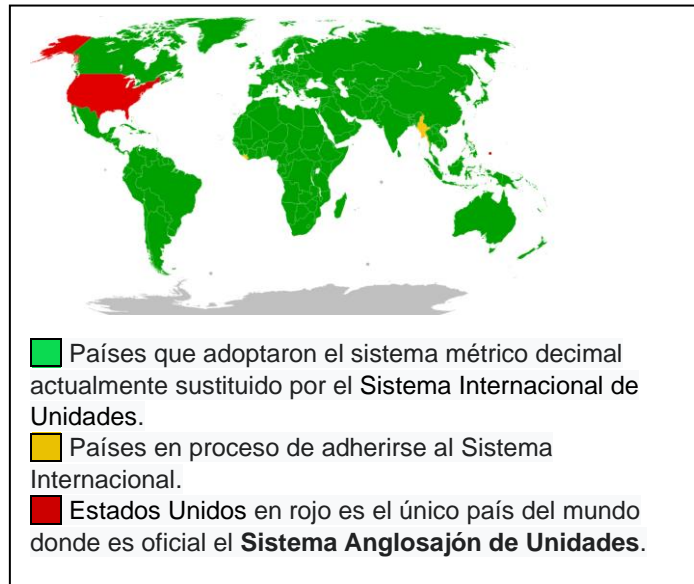 Países que adoptaron el sistema métrico decimal
actualmente sustituido por el Sistema Internacional de
Unidades.
Países en proceso de adherirse al Sistema
Internacional.
Estados Unidos en rojo es el único país del mundo
donde es oficial el Sistema Anglosajón de Unidades.